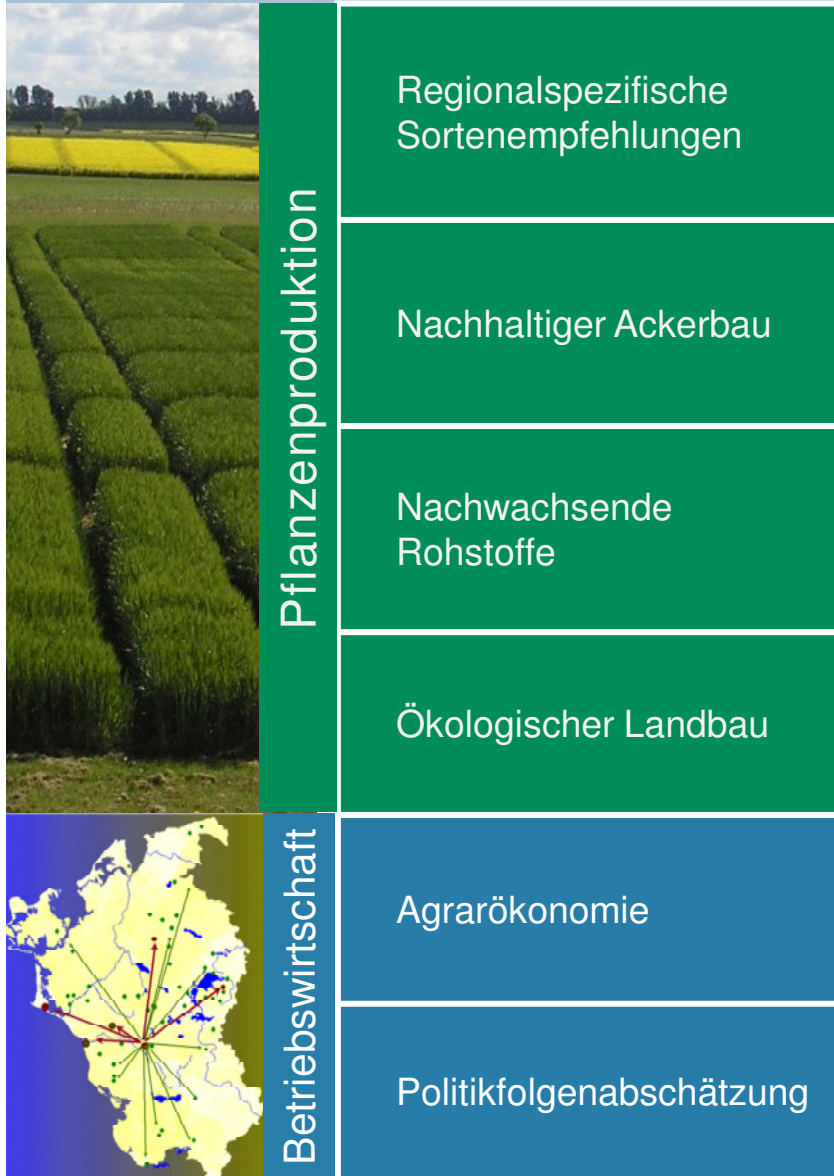 Pflanzenproduktion
Regionalspezifische
Sortenempfehlungen
Nachhaltiger Ackerbau
Nachwachsende
Rohstoffe
Ökologischer Landbau
Betriebswirtschaft
Agrarökonomie
Politikfolgenabschätzung